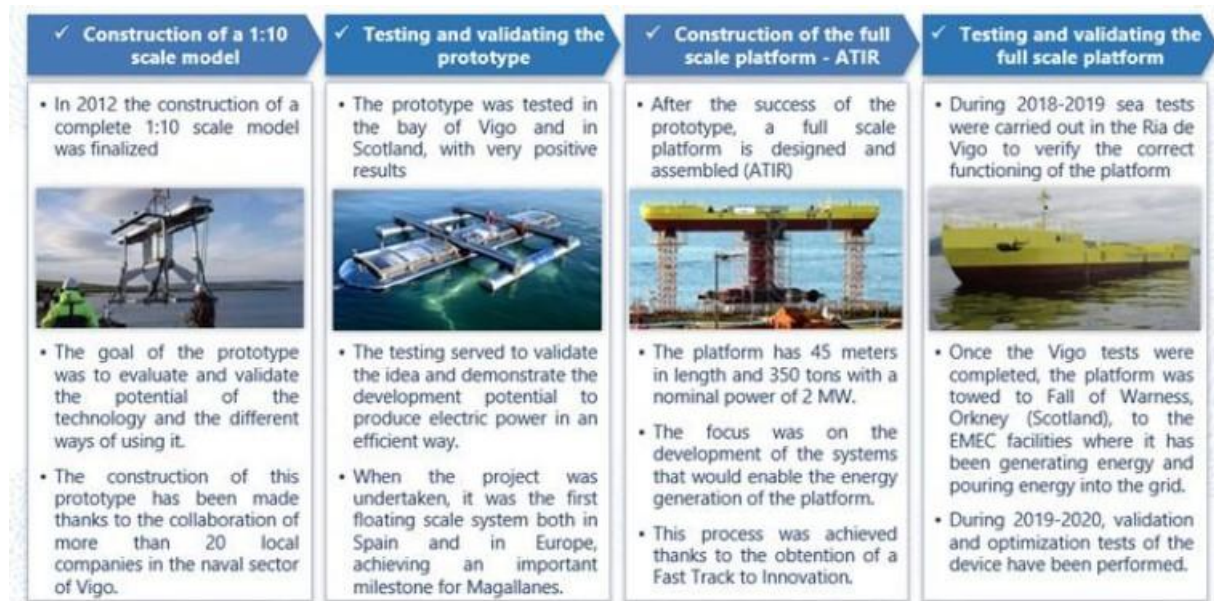 ✓ Construction of a 1:10
scale model
• In 2012 the construction of a
complete 1:10 scale model
was finalized
• The goal of the prototype
was to evaluate and validate
the potential of the
technology and the different
ways of using it.
• The construction of this
prototype has been made
thanks to the collaboration of
more than 20 local
companies in the naval sector
of Vigo.
✓ Testing and validating the
prototype
• The prototype was tested in
the bay of Vigo and in
Scotland, with very positive
results
• The testing served to validate
the idea and demonstrate the
development potential to
produce electric power in an
efficient way.
• When the project was
undertaken, it was the first
floating scale system both in
Spain and in Europe,
achieving an important
milestone for Magallanes.
✓ Construction of the full
scale platform - ATIR
• After the success of the
prototype, a full scale
platform is designed and
assembled (ATIR)
• The platform has 45 meters
in length and 350 tons with a
nominal power of 2 MW.
• The focus was on the
development of the systems
that would enable the energy
generation of the platform.
• This process was achieved
thanks to the obtention of a
Fast Track to Innovation.
✓ Testing and validating the
full scale platform
• During 2018-2019 sea tests
were carried out in the Ria de
Vigo to verify the correct
functioning of the platform
• Once the Vigo tests were
completed, the platform was
towed to Fall of Warness,
Orkney (Scotland), to the
EMEC facilities where it has
been generating energy and
pouring energy into the grid.
• During 2019-2020, validation
and optimization tests of the
device have been performed.